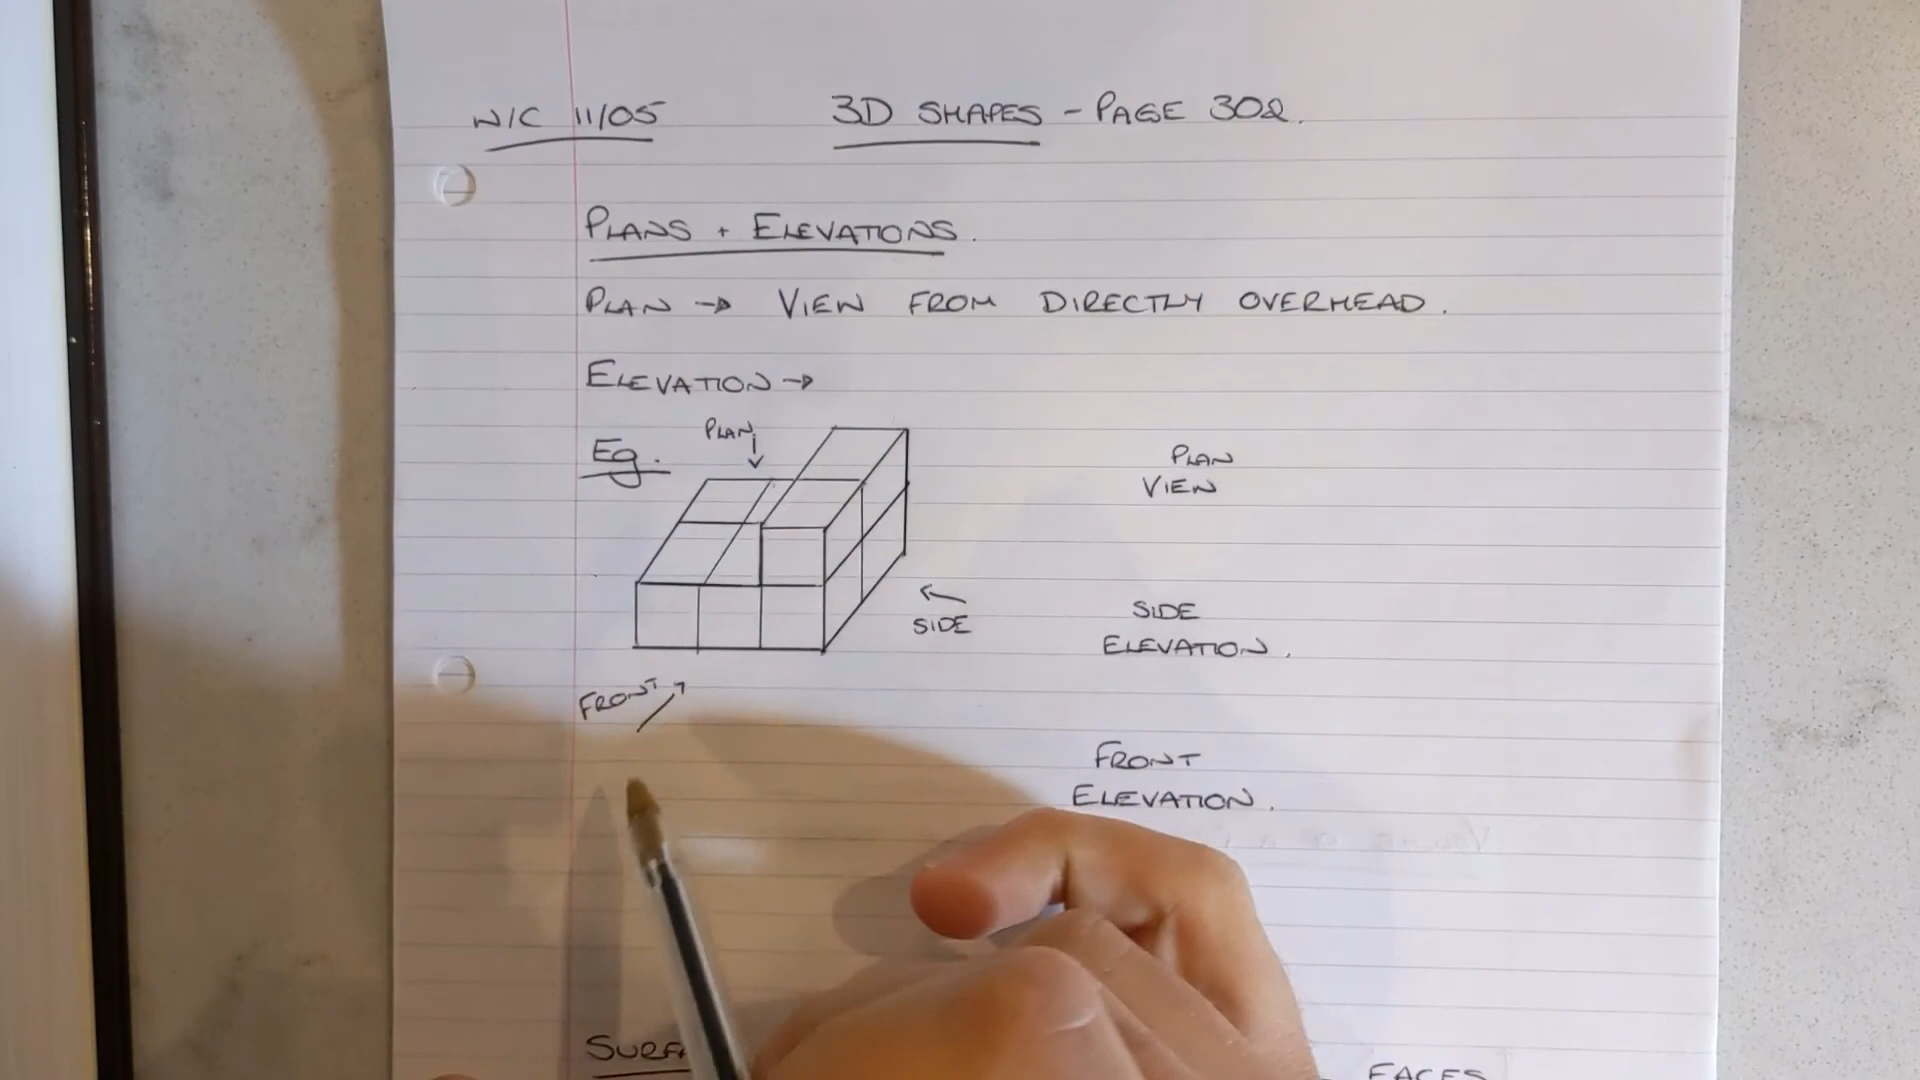 W/C 11/05 3D SHAPES - PAGE 302.
PLANS + ELEVATIONS.
PLAN → VIEW FROM DIRECTLY OVERHEAD.
ELEVATION →
Eg.
PLAN
SIDE
FRONT
PLAN
VIEW
SIDE
ELEVATION.
FRONT
ELEVATION.
FACES